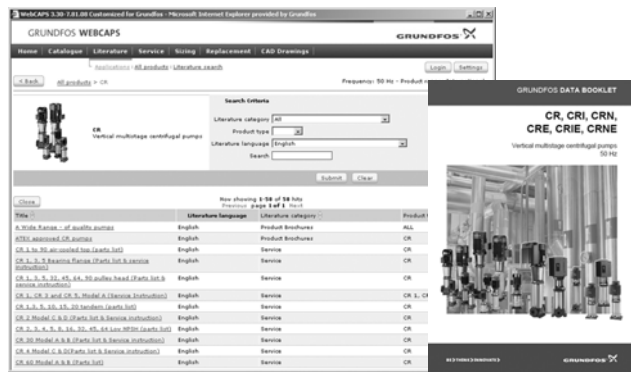 WebCAPS 3.30-7.01.00 Customized for Grundfos - Microsoft Internet Explorer provided by Grundfos
GRUNDFOS WEBCAPS
GRUNDFOS
Home Catalogue Literature Service Sizing Replacement CAD Drawings
Applications All products Literature search
Login Settings
< Back All products > CR
Frequency: 50 Hz - Product
Search Criteria
Literature category All
Product type
Literature language English
Search
CR
Vertical multistage centrifugal pumps
Submit Clear
Close
Now showing 1-58 of 58 hits
Previous page 1 of 1 Next
Title Literature language Literature category Product
A Wide Range - of quality pumps English Product Brochures ALL
ATEX approved CR pumps English Product Brochures CR
CR 1 to 90 air-cooled top (parts list) English Service CR
CR 1, 3, 5 Bearing flange (Parts list & service instruction) English Service CR
CR 1, 3, 5, 32, 45, 64, 90 pulley head (Parts list & service instruction) English Service CR
CR 1, CR 3 and CR 5, Model A (Service Instruction) English Service CR 1, CR
CR 1,3, 5, 10, 15, 20 tandem (parts list) English Service CR
CR 2 Model C & D (Parts list & Service instruction) English Service CR
CR 2, 3, 4, 5, 8, 16, 32, 45, 64 Low NPSH (parts list) English Service CR
CR 30 Model A & B (Parts list & Service instruction) English Service CR
CR 4 Model C & D(Parts list & Service instruction) English Service CR
CR 60 Model A & B (Parts list) English Service CR
GRUNDFOS DATA BOOKLET
CR, CRI, CRN,
CRE, CRIE, CRNE
Vertical multistage centrifugal pumps
50 Hz
BE>THINK>INNOVATE>
GRUNDFOS